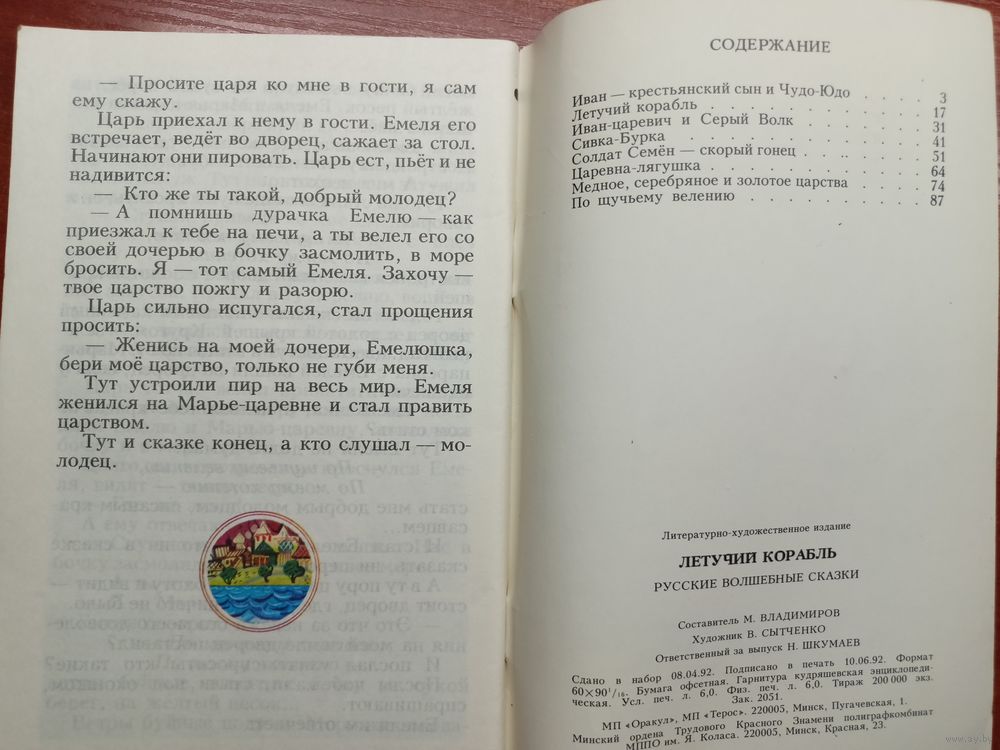 — Просите царя ко мне в гости, я сам
ему скажу.
Царь приехал к нему в гости. Емеля его
встречает, ведёт во дворец, сажает за стол.
Начинают они пировать. Царь ест, пьёт и не
надивится:
— Кто же ты такой, добрый молодец?
— А помнишь дурачка Емелю — как
приезжал к тебе на печи, а ты велел его со
своей дочерью в бочку засмолить, в море
бросить. Я — тот самый Емеля. Захочу —
твое царство пожгу и разорю.
Царь сильно испугался, стал прощения
просить:
— Женись на моей дочери, Емелюшка,
бери моё царство, только не губи меня.
Тут устроили пир на весь мир. Емеля
женился на Марье-царевне и стал править
царством.
Тут и сказке конец, а кто слушал — мо-
лодец.
СОДЕРЖАНИЕ
Иван — крестьянский сын и Чудо-Юдо . . . . 3
Летучий корабль . . . . . . . . . . . 17
Иван-царевич и Серый Волк . . . . . . 31
Сивка-Бурка . . . . . . . . . . . . 41
Солдат Семён — скорый гонец . . . . . . 51
Царевна-лягушка . . . . . . . . . . . 64
Медное, серебряное и золотое царства . . . . 74
По щучьему велению . . . . . . . . . . 87
Литературно-художественное издание
ЛЕТУЧИЙ КОРАБЛЬ
РУССКИЕ ВОЛШЕБНЫЕ СКАЗКИ
Составитель М. ВЛАДИМИРОВ
Художник В. СЫТЧЕНКО
Ответственный за выпуск Н. ШКУМАЕВ
Сдано в набор 08.04.92. Подписано в печать 10.06.92. Формат
60×90¹/₁₆. Бумага офсетная. Гарнитура кудряшевская энциклопеди-
ческая. Усл. печ. л. 6,0. Физ. печ. л. 6,0. Тираж 200 000 экз.
Зак. 2051.
МП «Оракул», МП «Терос». 220005, Минск, Пугачевская, 1.
Минский ордена Трудового Красного Знамени полиграфкомбинат
МППО им. Я. Коласа. 220005, Минск, Красная, 23.